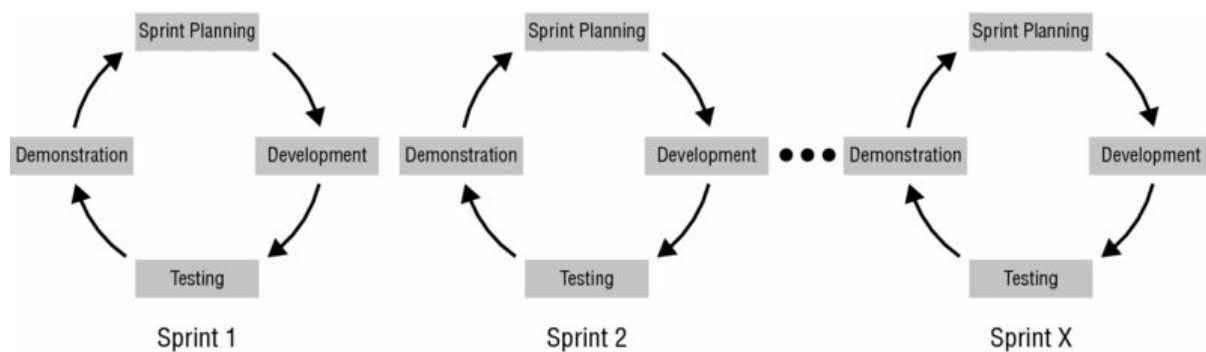 Sprint Planning
Sprint Planning
Sprint Planning
Demonstration
Development
Demonstration
Development
Demonstration
Development
Testing
Testing
Testing
Sprint 1
Sprint 2
Sprint X